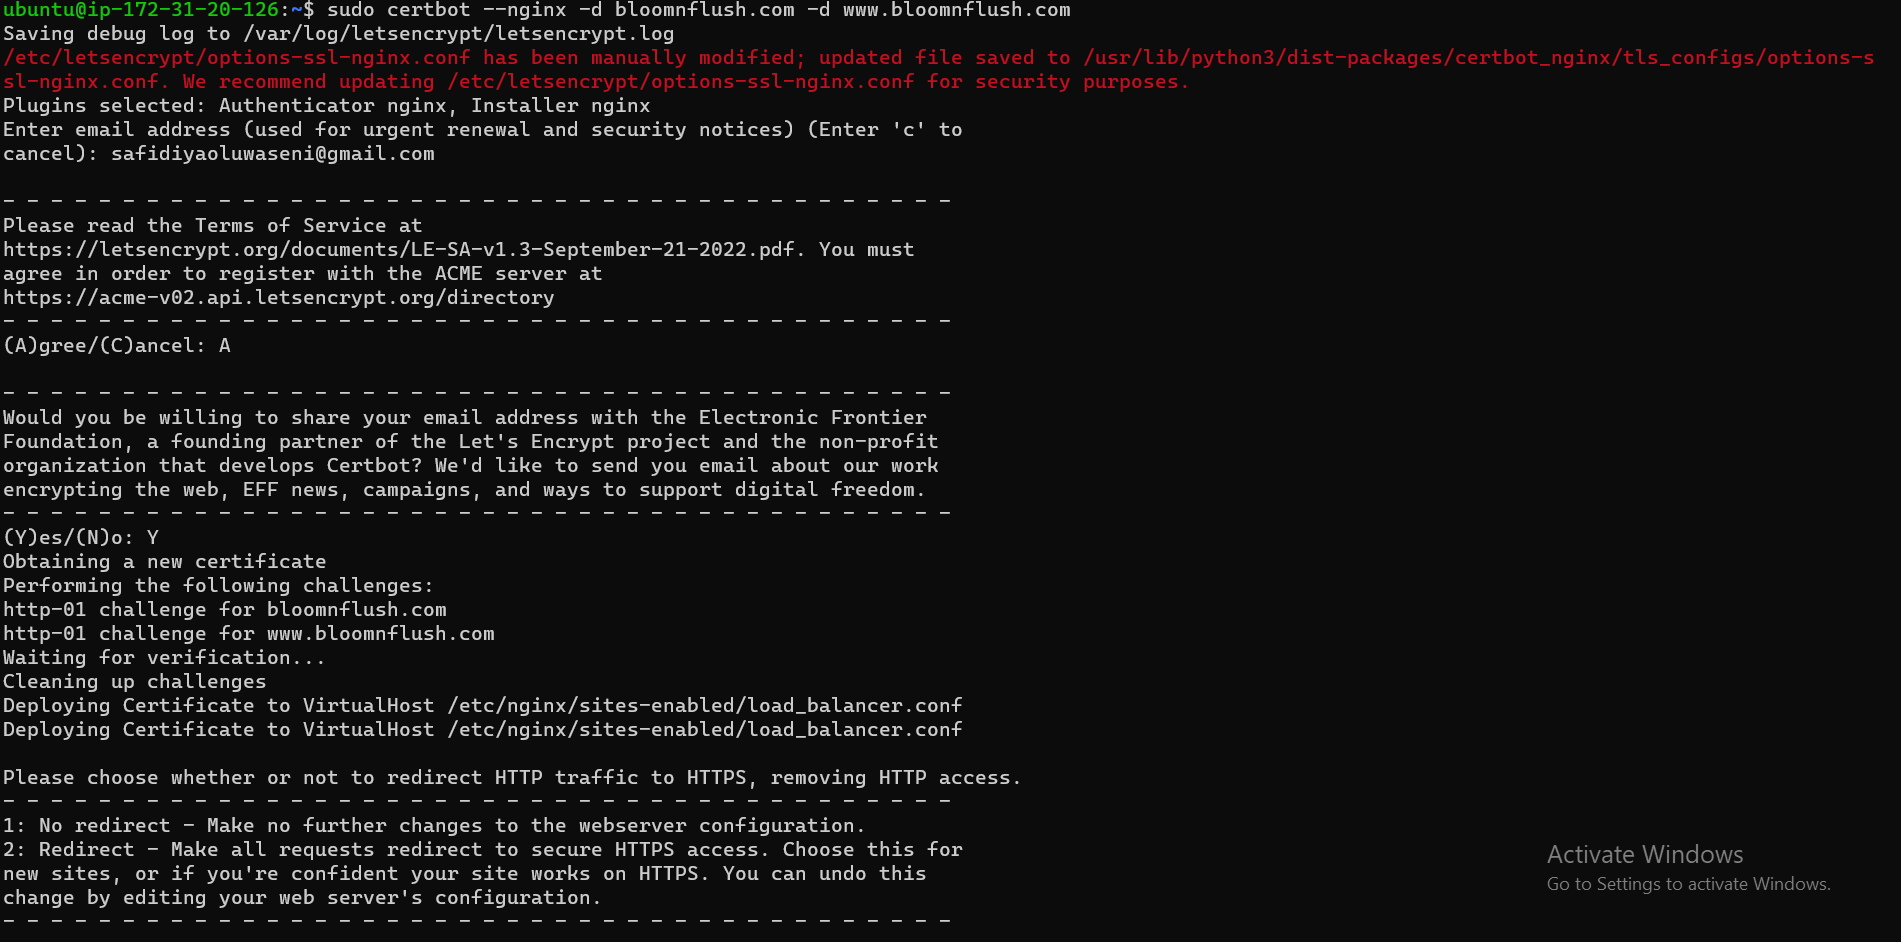 ubuntu@ip-172-31-20-126:~$ sudo certbot --nginx -d bloomnflush.com -d www.bloomnflush.com
Saving debug log to /var/log/letsencrypt/letsencrypt.log
/etc/letsencrypt/options-ssl-nginx.conf has been manually modified; updated file saved to /usr/lib/python3/dist-packages/certbot_nginx/tls_configs/options-s
sl-nginx.conf. We recommend updating /etc/letsencrypt/options-ssl-nginx.conf for security purposes.
Plugins selected: Authenticator nginx, Installer nginx
Enter email address (used for urgent renewal and security notices) (Enter 'c' to
cancel): safidiyaoluwaseni@gmail.com
- - - - - - - - - - - - - - - - - - - - - - - - - - - - - - - - - - - - - - - -
Please read the Terms of Service at
https://letsencrypt.org/documents/LE-SA-v1.3-September-21-2022.pdf. You must
agree in order to register with the ACME server at
https://acme-v02.api.letsencrypt.org/directory
- - - - - - - - - - - - - - - - - - - - - - - - - - - - - - - - - - - - - - - -
(A)gree/(C)ancel: A
- - - - - - - - - - - - - - - - - - - - - - - - - - - - - - - - - - - - - - - -
Would you be willing to share your email address with the Electronic Frontier
Foundation, a founding partner of the Let's Encrypt project and the non-profit
organization that develops Certbot? We'd like to send you email about our work
encrypting the web, EFF news, campaigns, and ways to support digital freedom.
- - - - - - - - - - - - - - - - - - - - - - - - - - - - - - - - - - - - - - - -
(Y)es/(N)o: Y
Obtaining a new certificate
Performing the following challenges:
http-01 challenge for bloomnflush.com
http-01 challenge for www.bloomnflush.com
Waiting for verification...
Cleaning up challenges
Deploying Certificate to VirtualHost /etc/nginx/sites-enabled/load_balancer.conf
Deploying Certificate to VirtualHost /etc/nginx/sites-enabled/load_balancer.conf
Please choose whether or not to redirect HTTP traffic to HTTPS, removing HTTP access.
- - - - - - - - - - - - - - - - - - - - - - - - - - - - - - - - - - - - - - - -
1: No redirect - Make no further changes to the webserver configuration.
2: Redirect - Make all requests redirect to secure HTTPS access. Choose this for
new sites, or if you're confident your site works on HTTPS. You can undo this
change by editing your web server's configuration.
- - - - - - - - - - - - - - - - - - - - - - - - - - - - - - - - - - - - - - - -
Activate Windows
Go to Settings to activate Windows.